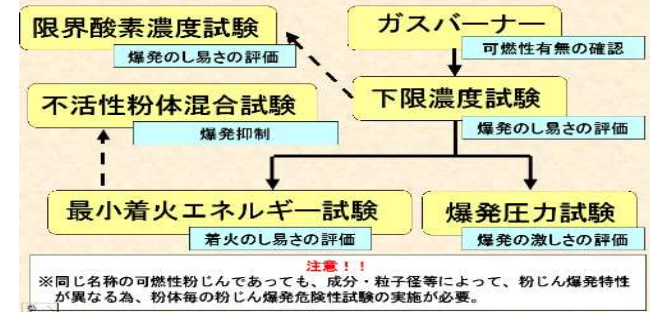 限界酸素濃度試験
爆発のし易さの評価
ガスバーナー
可燃性有無の確認
不活性粉体混合試験
爆発抑制
下限濃度試験
爆発のし易さの評価
最小着火エネルギー試験
着火のし易さの評価
爆発圧力試験
爆発の激しさの評価
注意！！
※同じ名称の可燃性粉じんであっても、成分・粒子径等によって、粉じん爆発特性
が異なる為、粉体毎の粉じん爆発危険性試験の実施が必要。